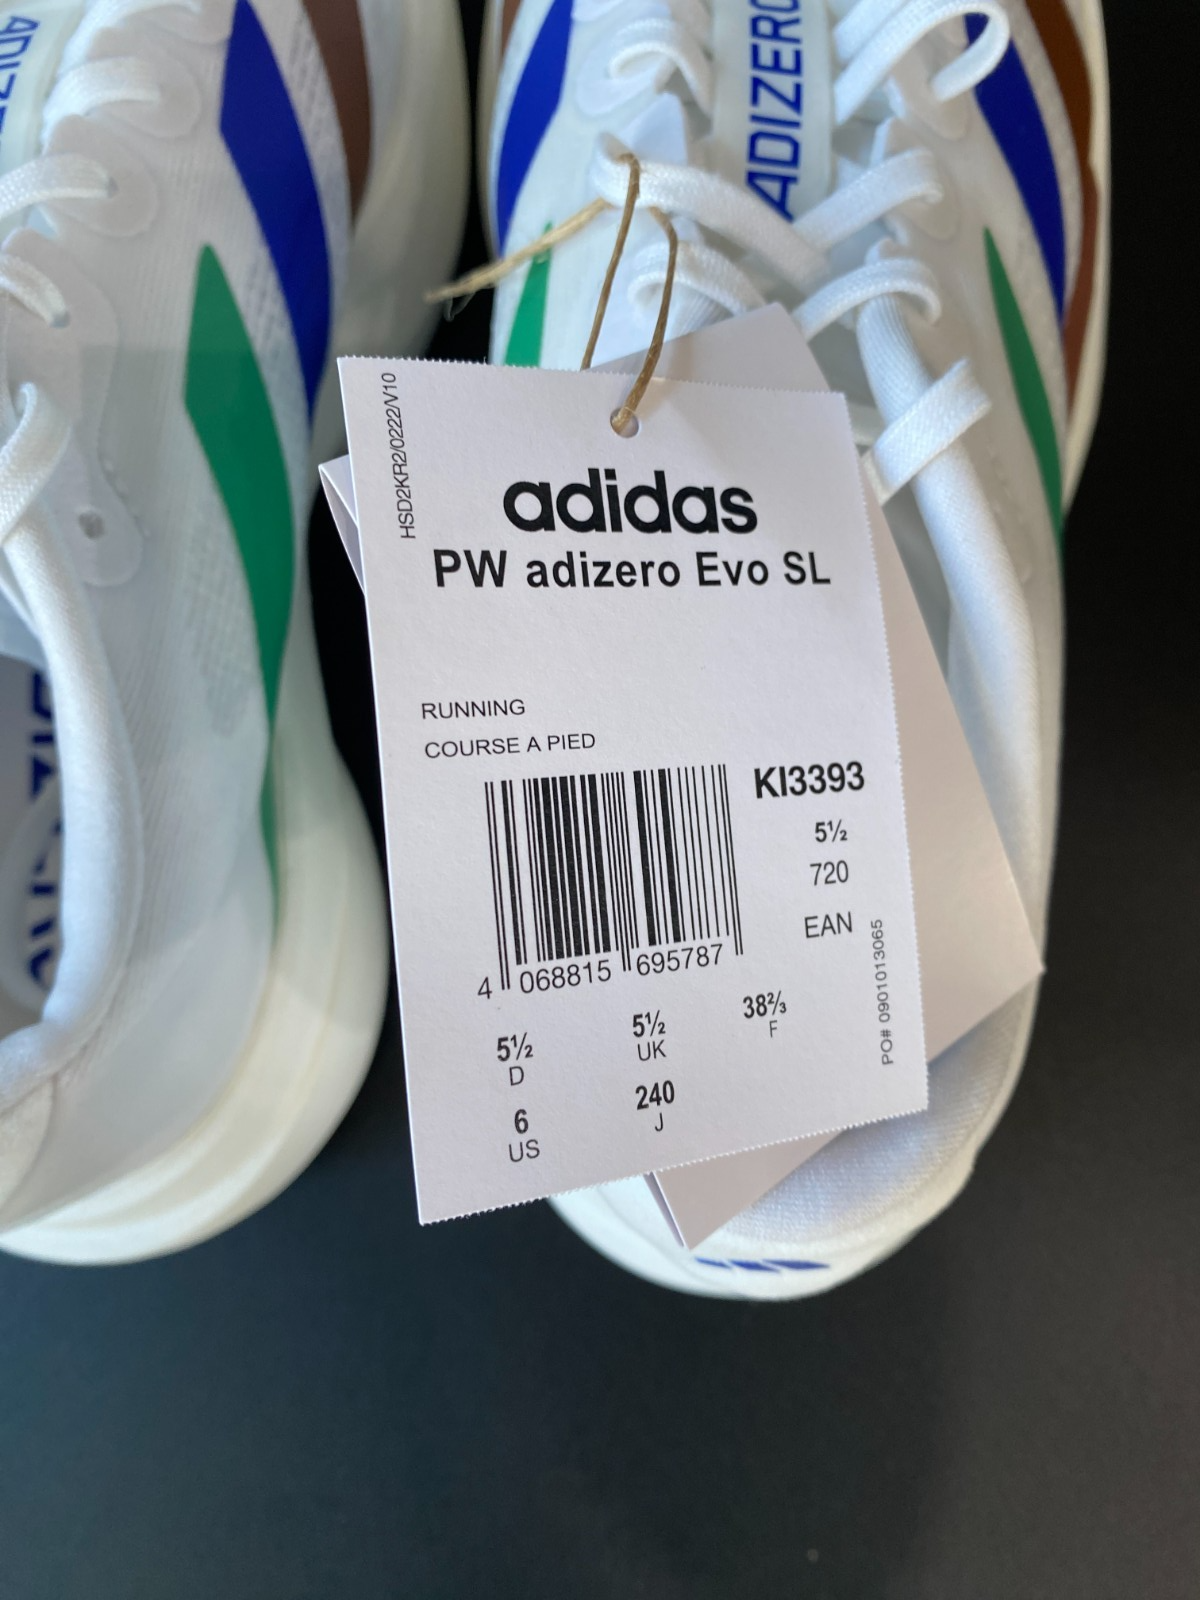 ADIZERO
HSD2KR2/0222/V10
adidas
PW adizero Evo SL
RUNNING
COURSE A PIED
KI3393
5½
720
EAN
4 068815 695787
PO# 0901013065
5½ D
5½ UK
38⅔ F
6 US
240 J